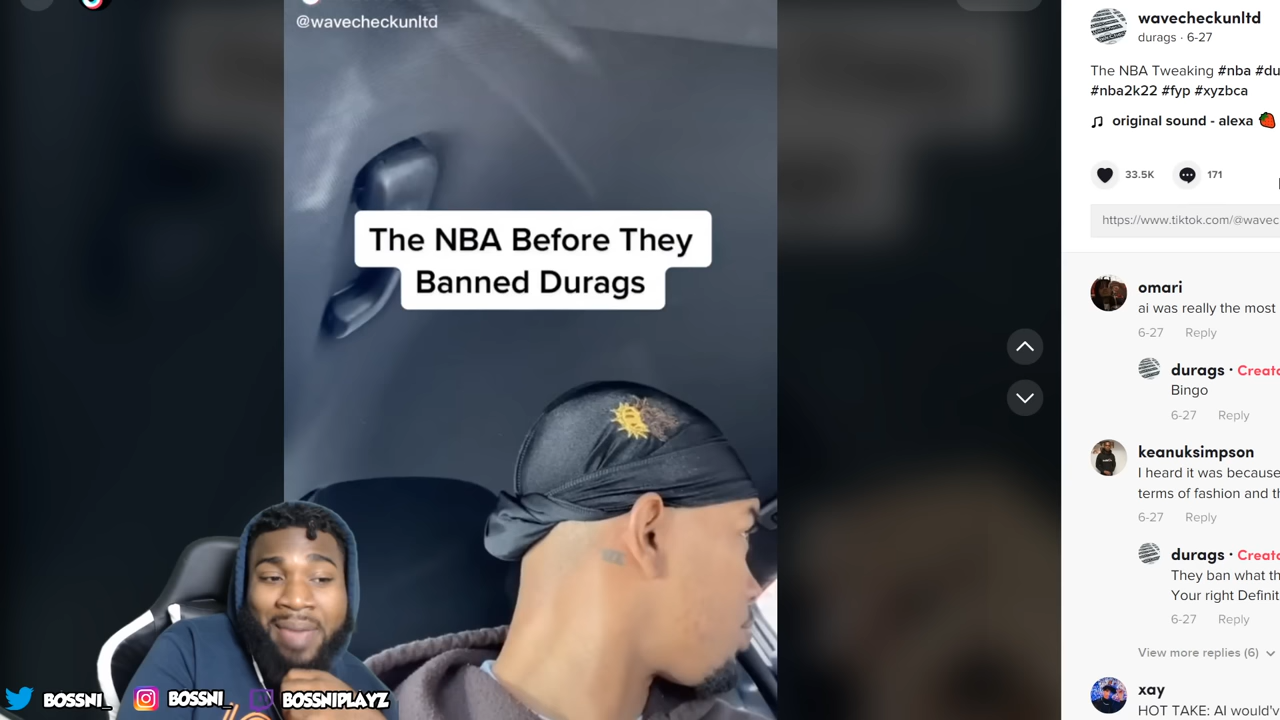 @wavecheckunltd
The NBA Before They
Banned Durags
BOSSNI_
BOSSNI_
BOSSNIPLAYZ
wavecheckunltd
durags · 6-27
The NBA Tweaking #nba #du
#nba2k22 #fyp #xyzbca
original sound - alexa 🍓
33.5K
171
https://www.tiktok.com/@wavec
omari
ai was really the most
6-27 Reply
durags · Creato
Bingo
6-27 Reply
keanuksimpson
I heard it was because
terms of fashion and th
6-27 Reply
durags · Creato
They ban what th
Your right Definit
6-27 Reply
View more replies (6)
xay
HOT TAKE: AI would'v